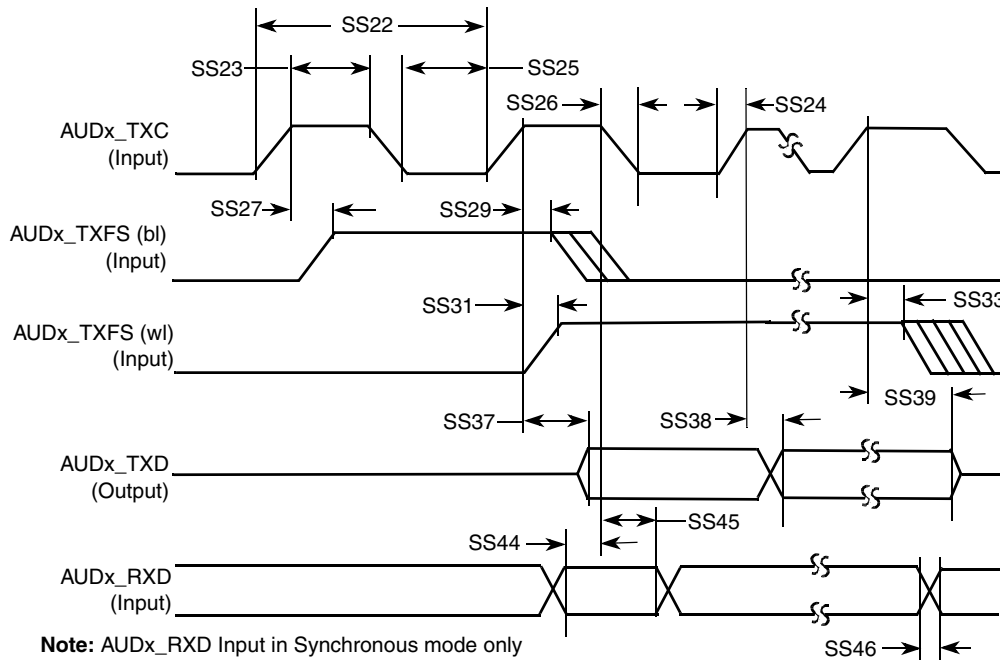 SS22
SS23
SS25
SS26
SS24
AUDx_TXC
(Input)
SS27
SS29
AUDx_TXFS (bl)
(Input)
SS31
SS33
AUDx_TXFS (wl)
(Input)
SS39
SS37
SS38
AUDx_TXD
(Output)
SS45
SS44
AUDx_RXD
(Input)
Note: AUDx_RXD Input in Synchronous mode only
SS46